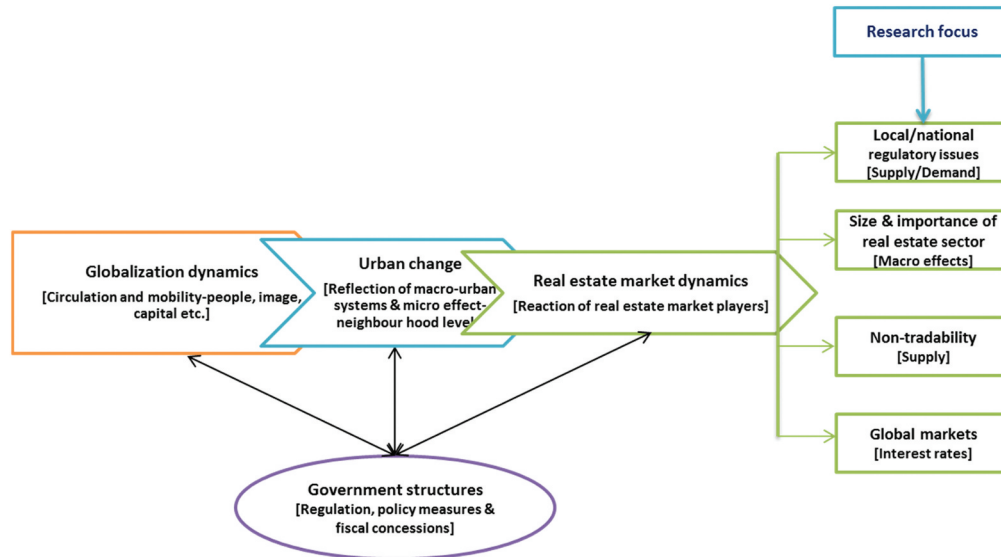 Research focus
Local/national
regulatory issues
[Supply/Demand]
Size & importance of
real estate sector
[Macro effects]
Globalization dynamics
[Circulation and mobility-people, image,
capital etc.]
Urban change
[Reflection of macro-urban
systems & micro effect-
neighbour hood level
Real estate market dynamics
[Reaction of real estate market players]
Non-tradability
[Supply]
Global markets
[Interest rates]
Government structures
[Regulation, policy measures &
fiscal concessions]